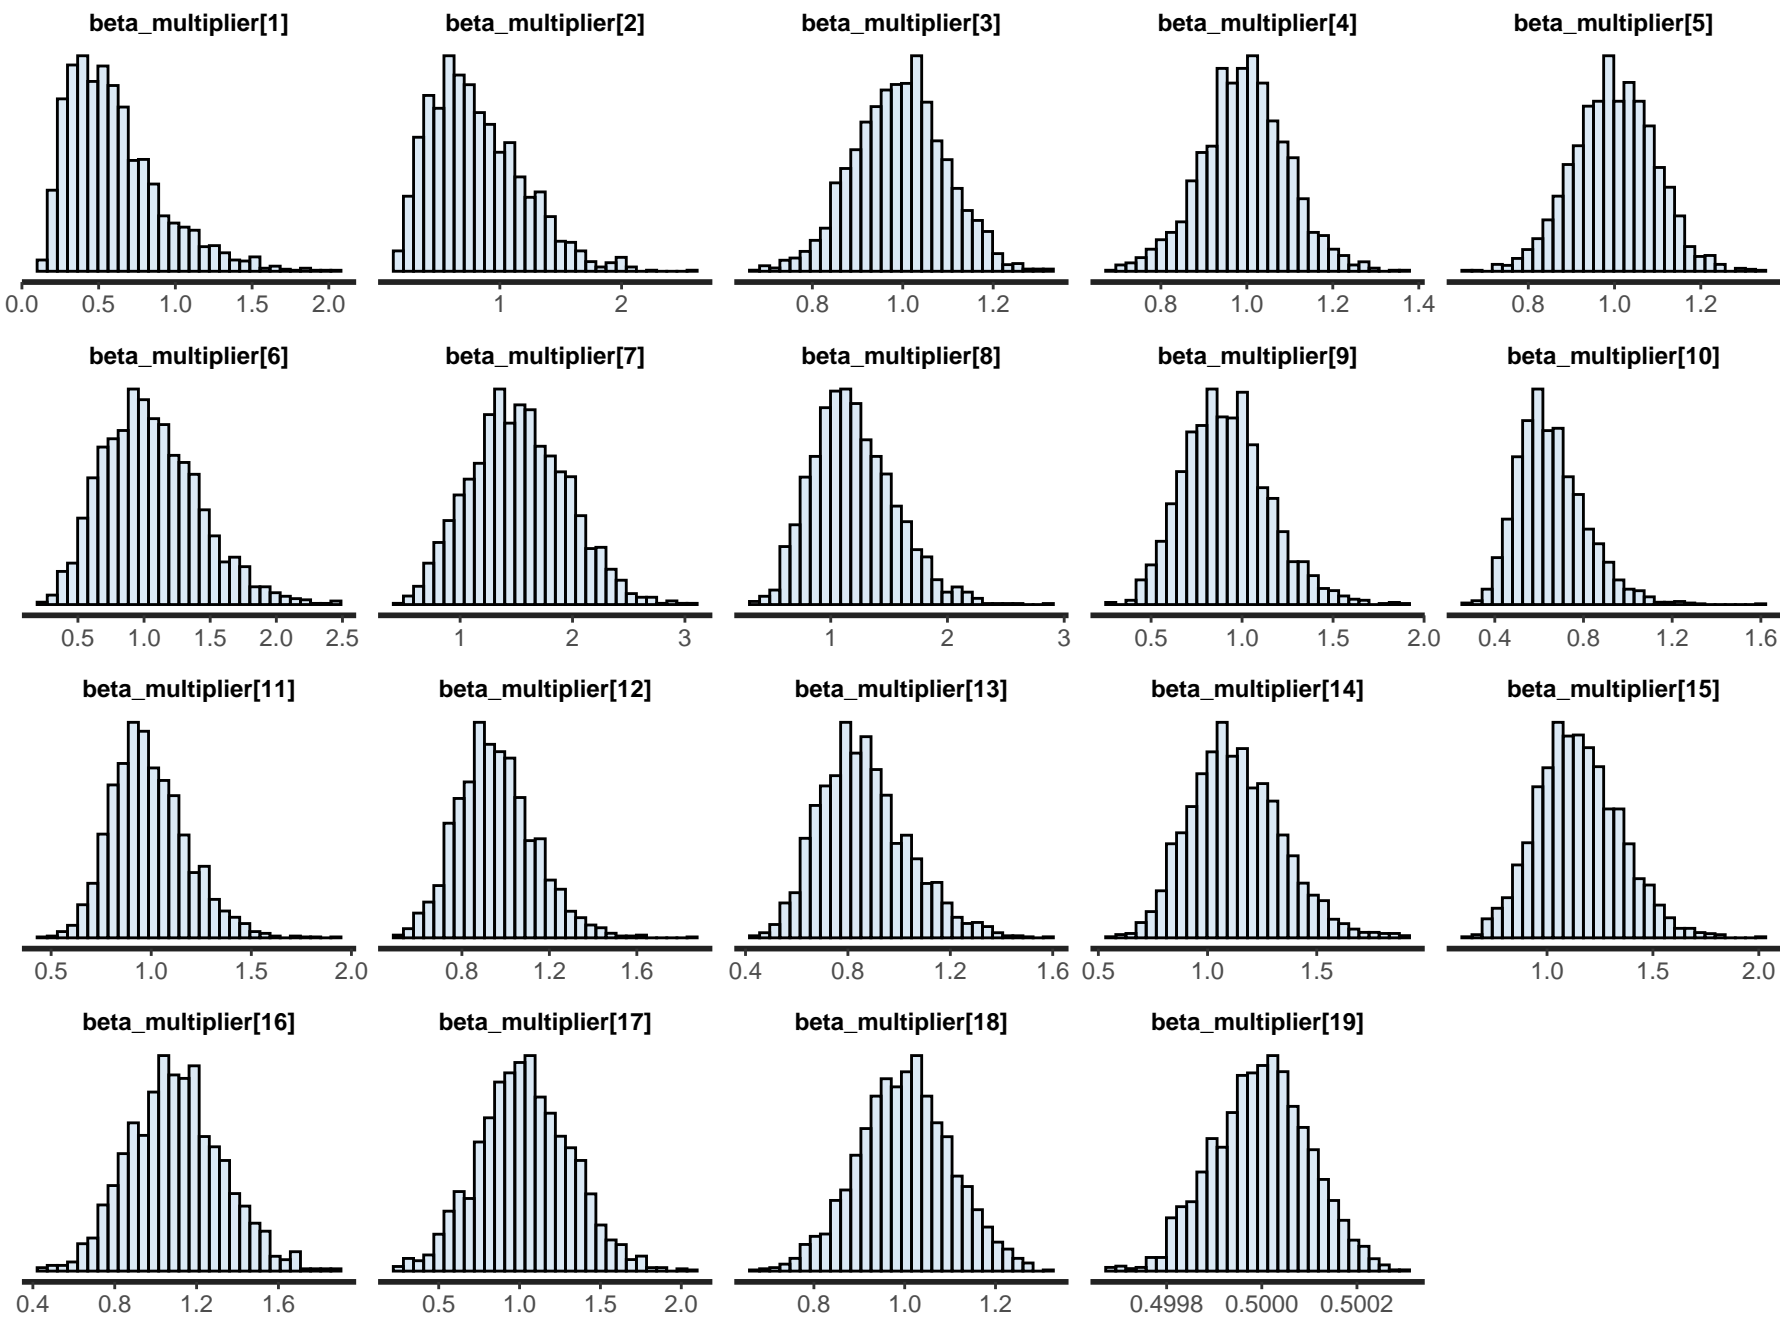 beta_multiplier[1] beta_multiplier[2] beta_multiplier[3] beta_multiplier[4] beta_multiplier[5]
0.0 0.5 1.0 1.5 2.0 1 2 0.8 1.0 1.2 0.8 1.0 1.2 1.4 0.8 1.0 1.2
beta_multiplier[6] beta_multiplier[7] beta_multiplier[8] beta_multiplier[9] beta_multiplier[10]
0.5 1.0 1.5 2.0 2.5 1 2 3 1 2 3 0.5 1.0 1.5 2.0 0.4 0.8 1.2 1.6
beta_multiplier[11] beta_multiplier[12] beta_multiplier[13] beta_multiplier[14] beta_multiplier[15]
0.5 1.0 1.5 2.0 0.8 1.2 1.6 0.4 0.8 1.2 1.6 0.5 1.0 1.5 1.0 1.5 2.0
beta_multiplier[16] beta_multiplier[17] beta_multiplier[18] beta_multiplier[19]
0.4 0.8 1.2 1.6 0.5 1.0 1.5 2.0 0.8 1.0 1.2 0.4998 0.5000 0.5002